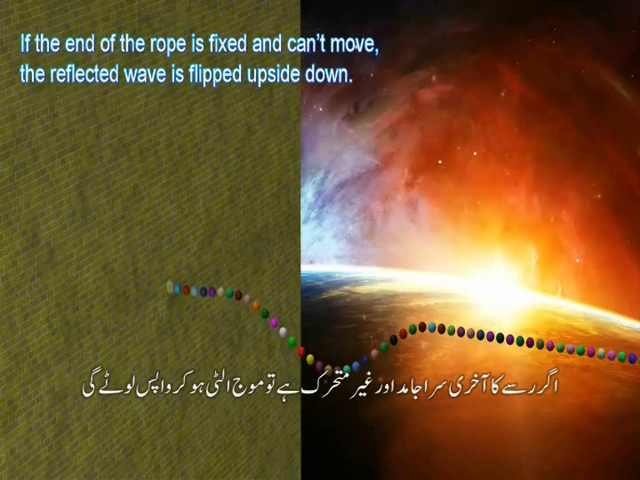 If the end of the rope is fixed and can't move,
the reflected wave is flipped upside down.
اگر رسے کا آخری سرا جامد اور غیر متحرک ہے تو موج الٹی ہو کر واپس لوٹے گی